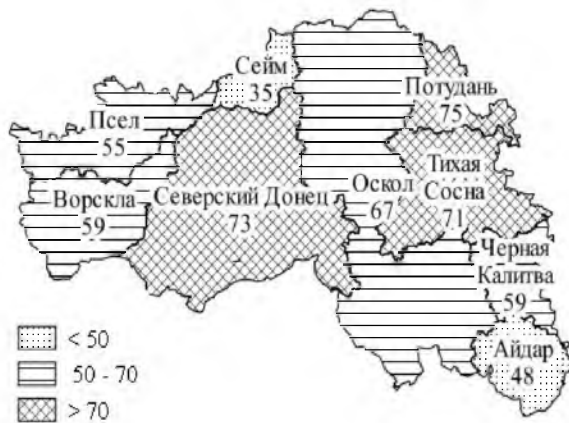 Сейм
35
Потудань
75
Псел
55
Тихая
Сосна
71
Ворскла
59
Северский Донец
73
Оскол
67
Черная
Калитва
59
Айдар
48
< 50
50 - 70
> 70